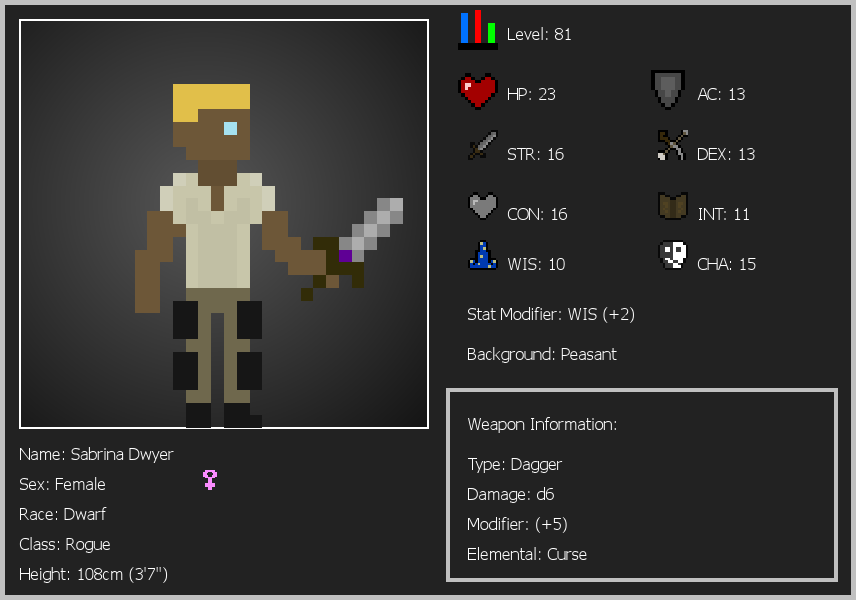 Level: 81
HP: 23
AC: 13
STR: 16
DEX: 13
CON: 16
INT: 11
WIS: 10
CHA: 15
Stat Modifier: WIS (+2)
Background: Peasant
Weapon Information:
Type: Dagger
Damage: d6
Modifier: (+5)
Elemental: Curse
Name: Sabrina Dwyer
Sex: Female
Race: Dwarf
Class: Rogue
Height: 108cm (3'7")